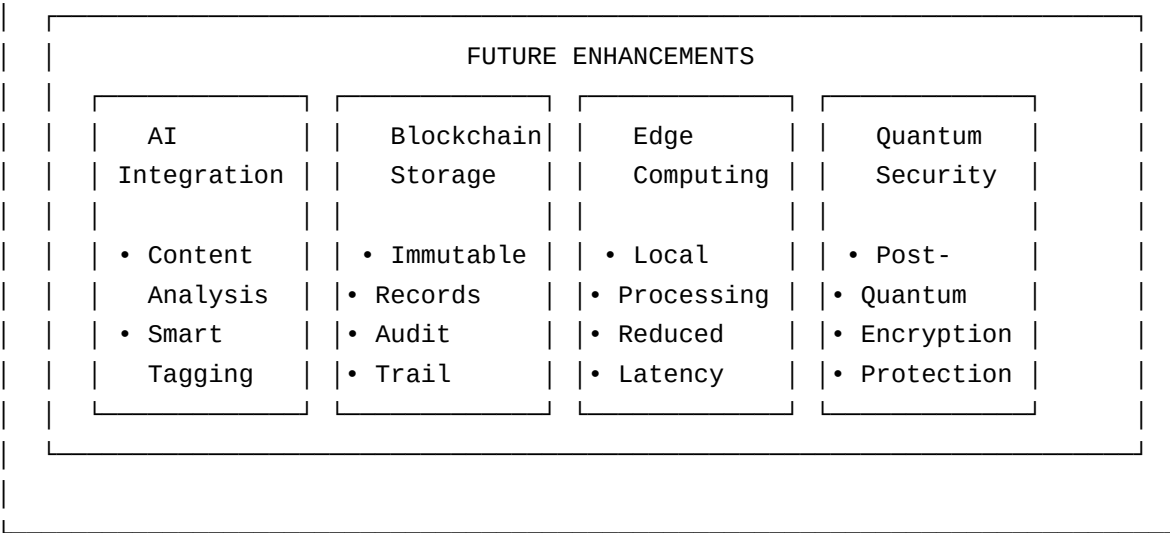 FUTURE ENHANCEMENTS
AI Blockchain Edge Quantum
Integration Storage Computing Security
• Content • Immutable • Local • Post-
Analysis • Records • Processing • Quantum
• Smart • Audit • Reduced • Encryption
Tagging • Trail • Latency • Protection